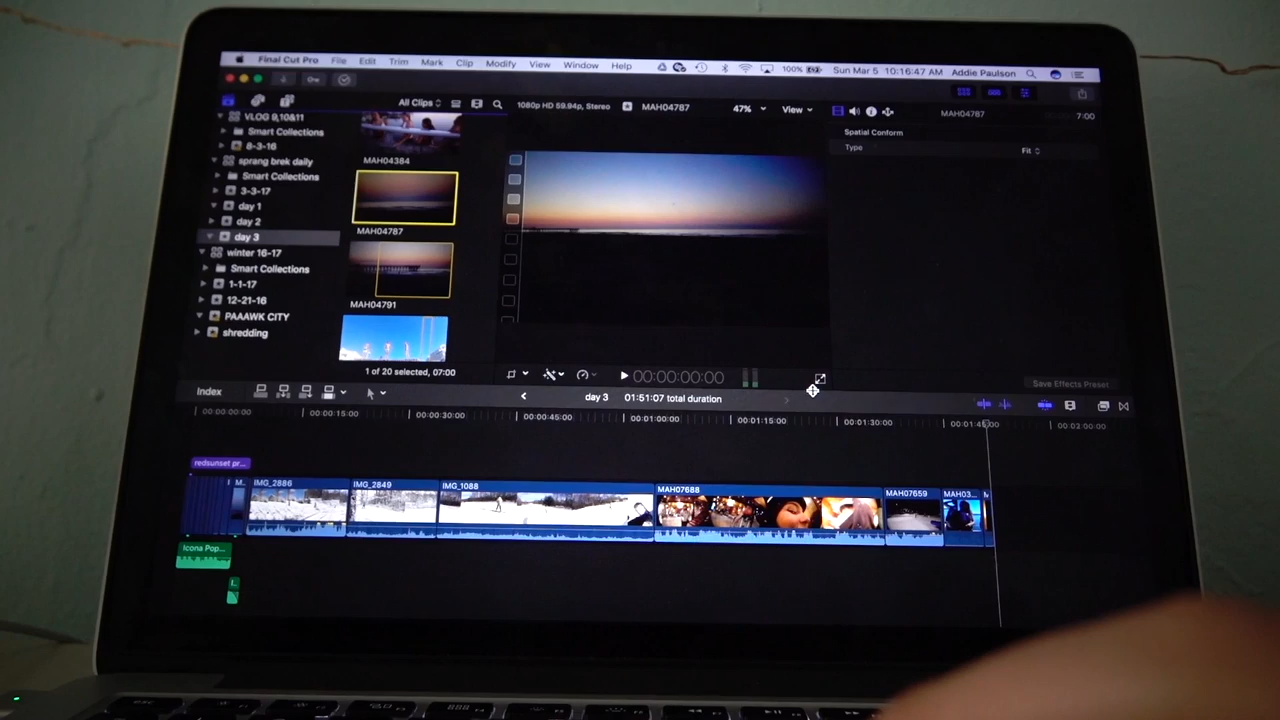 Final Cut Pro File Edit Trim Mark Clip Modify View Window Help 100% Sun Mar 5 10:16:47 AM Addie Paulson
All Clips 1080p HD 59.94p, Stereo MAH04787 47% View MAH04787 7:00
VLOG 9,10&11
Smart Collections
8-3-16
sprang brek daily
Smart Collections
3-3-17
day 1
day 2
day 3
winter 16-17
Smart Collections
1-1-17
12-21-16
PAAAWK CITY
shredding
MAH04384
MAH04787
MAH04791
1 of 20 selected, 07:00
Spatial Conform
Type Fit
00:00:00:00
Save Effects Preset
Index day 3 01:51:07 total duration
00:00:00:00 00:00:15:00 00:00:30:00 00:00:45:00 00:01:00:00 00:01:15:00 00:01:30:00 00:01:45:00 00:02:00:00
redsunset pr...
M.. IMG_2886 IMG_2849 IMG_1088 MAH07688 MAH07659 MAH03...
Icona Pop...
I..
esc